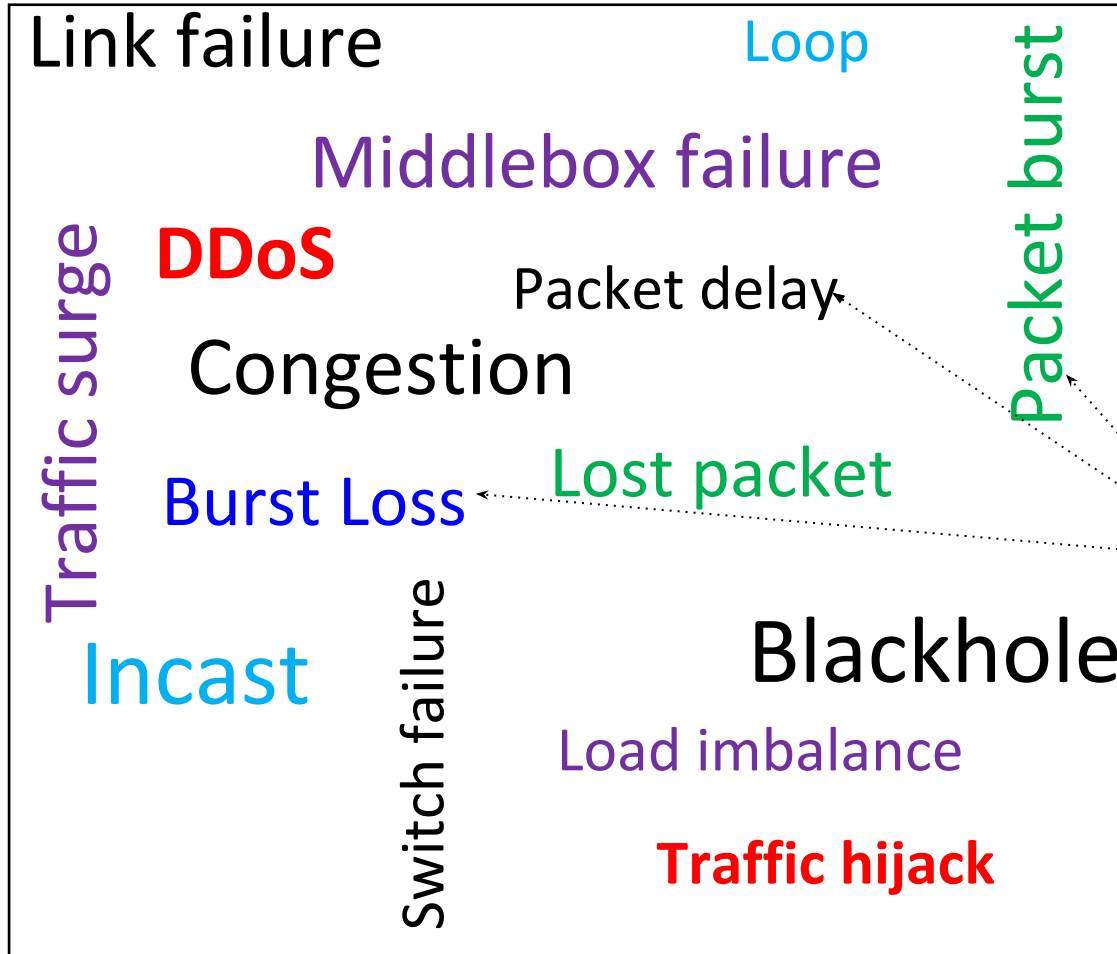 Link failure
Loop
Packet burst
Middlebox failure
DDoS
Traffic surge
Packet delay
Congestion
Lost packet
Burst Loss
Switch failure
Blackhole
Incast
Load imbalance
Traffic hijack